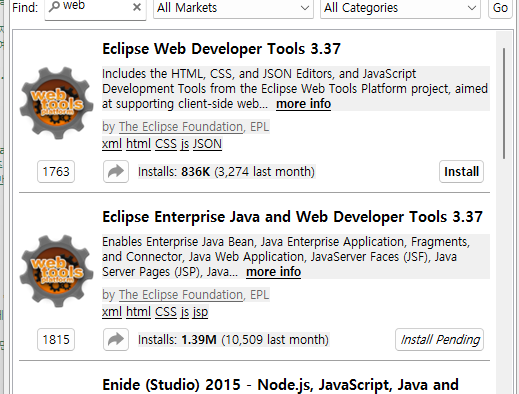 Find: web All Markets All Categories Go
Eclipse Web Developer Tools 3.37
Includes the HTML, CSS, and JSON Editors, and JavaScript
Development Tools from the Eclipse Web Tools Platform project, aimed
at supporting client-side web... more info
web tools platform
by The Eclipse Foundation, EPL
xml html CSS js JSON
1763 Installs: 836K (3,274 last month) Install
Eclipse Enterprise Java and Web Developer Tools 3.37
Enables Enterprise Java Bean, Java Enterprise Application, Fragments,
and Connector, Java Web Application, JavaServer Faces (JSF), Java
Server Pages (JSP), Java... more info
web tools platform
by The Eclipse Foundation, EPL
xml html CSS js jsp
1815 Installs: 1.39M (10,509 last month) Install Pending
Enide (Studio) 2015 - Node.js, JavaScript, Java and